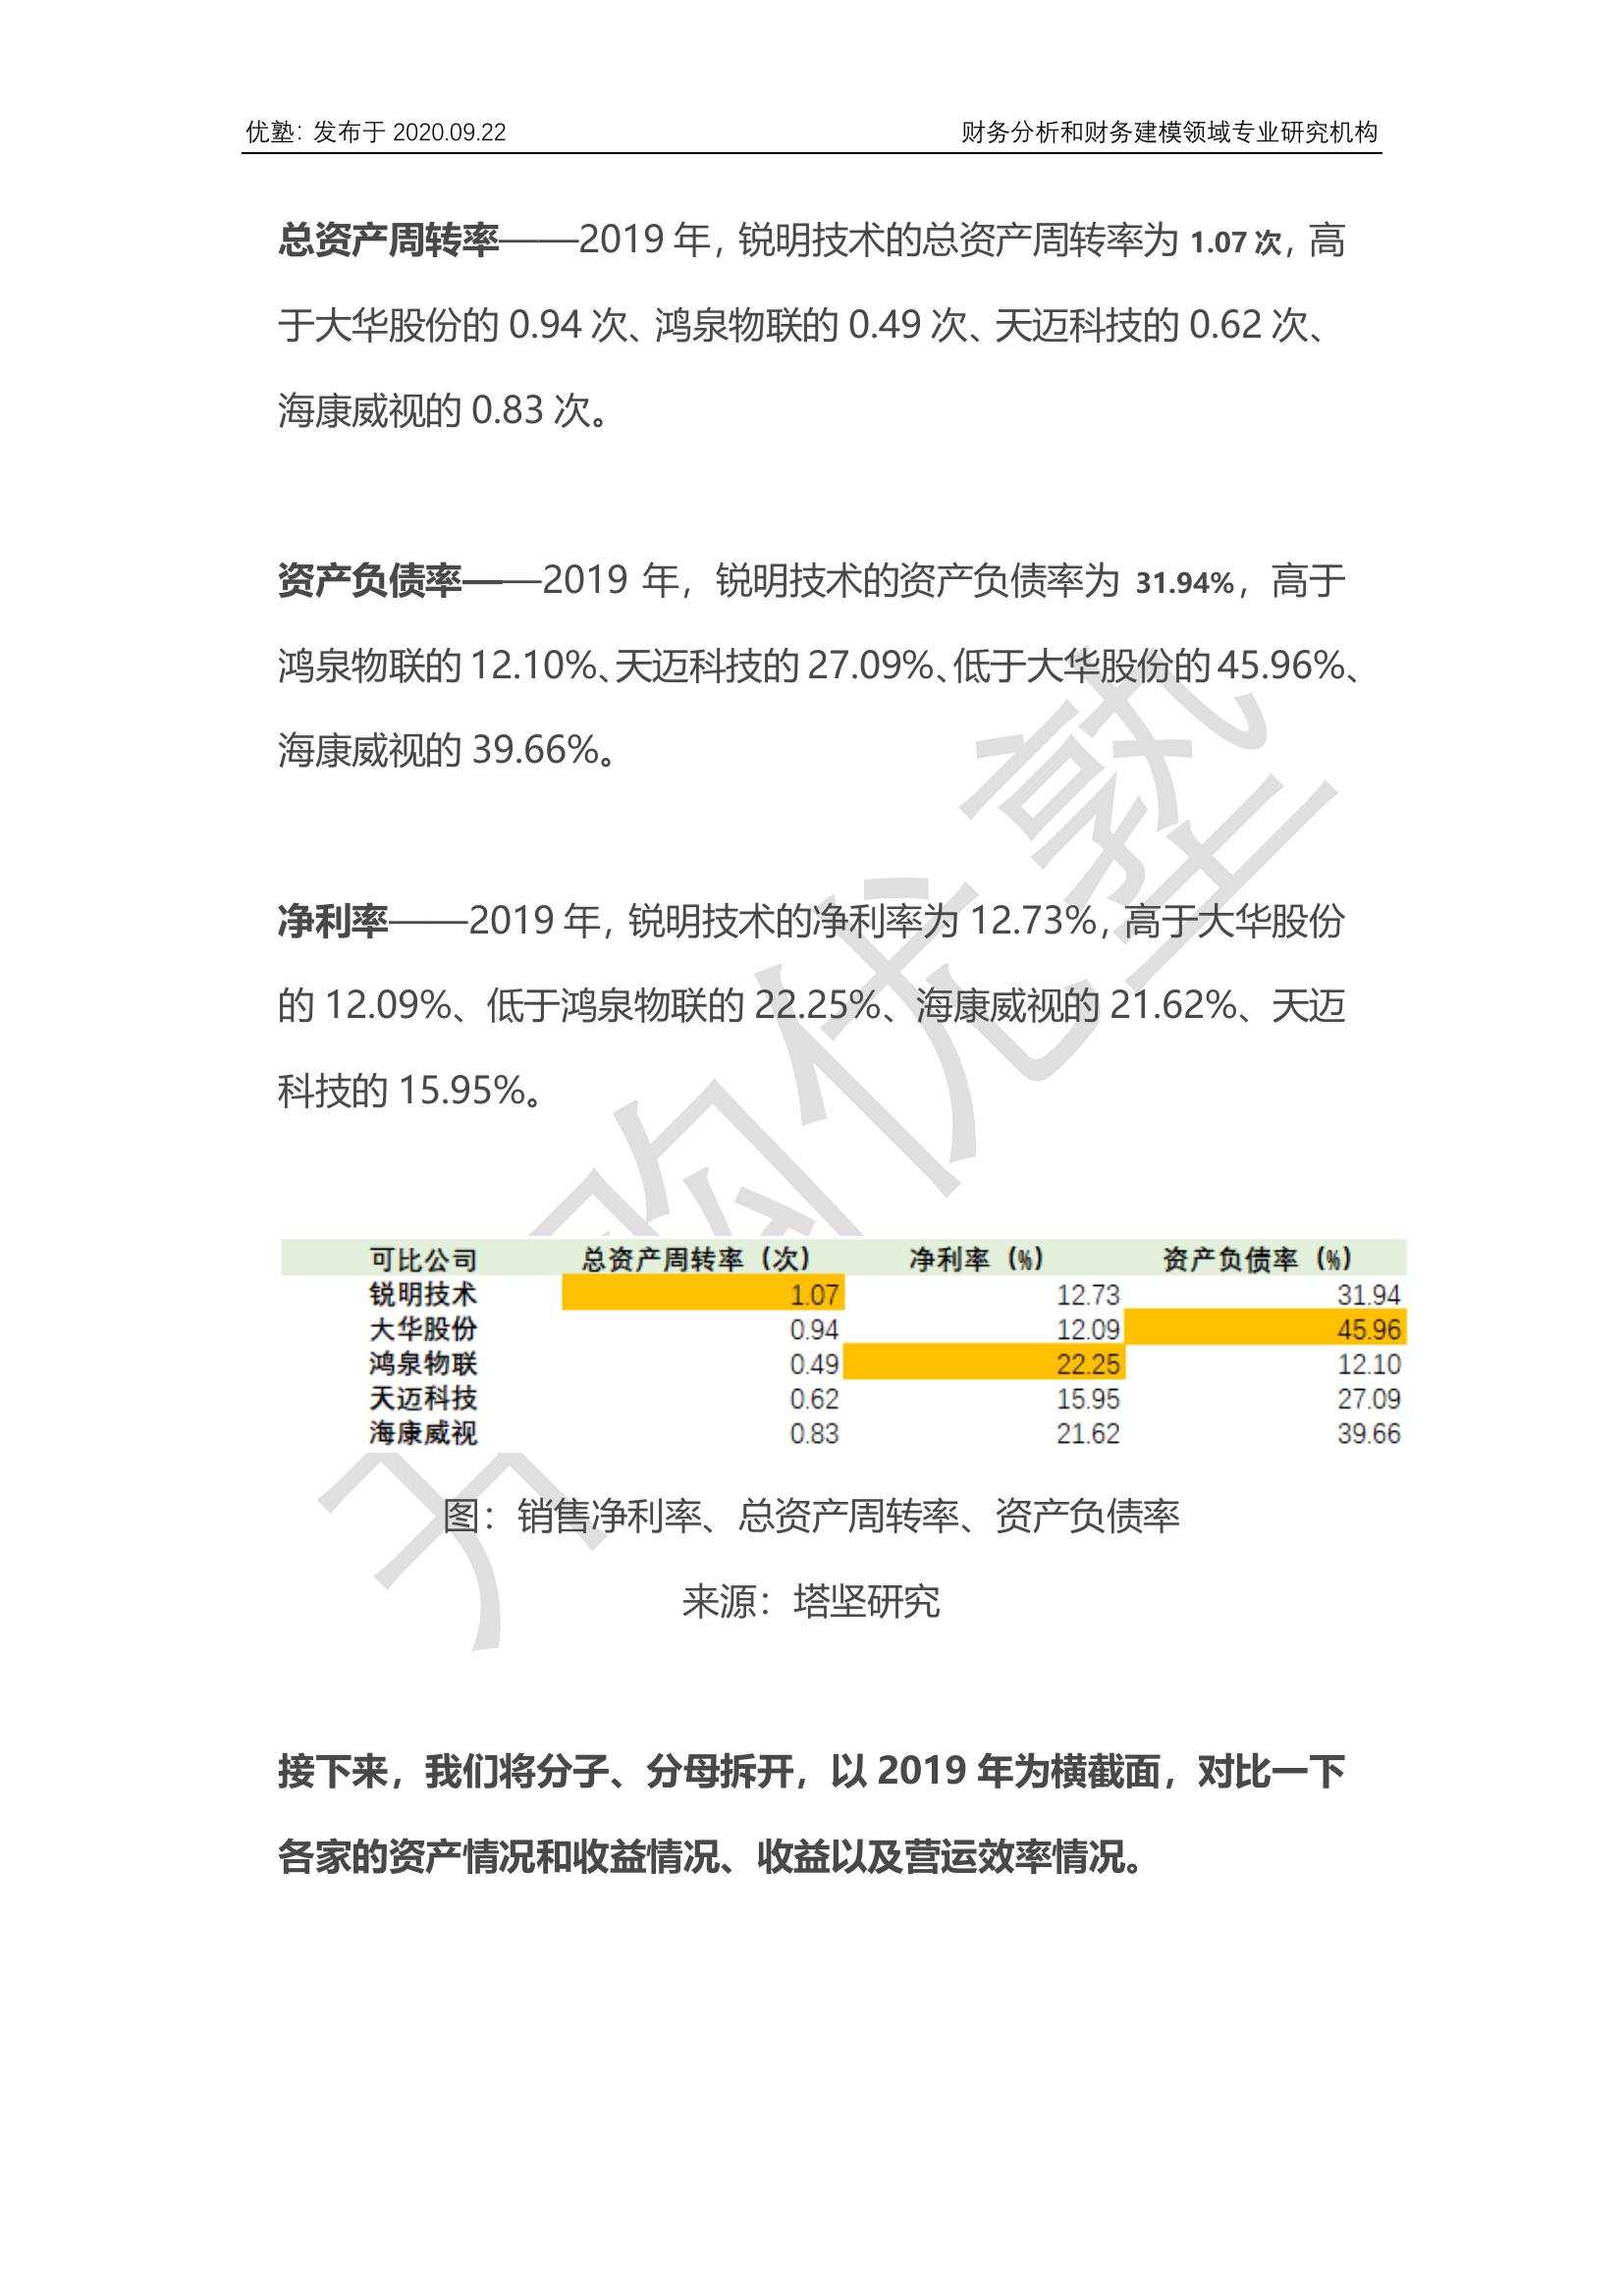 优塾：发布于 2020.09.22 财务分析和财务建模领域专业研究机构
总资产周转率——2019 年，锐明技术的总资产周转率为 1.07 次，高
于大华股份的 0.94 次、鸿泉物联的 0.49 次、天迈科技的 0.62 次、
海康威视的 0.83 次。
资产负债率——2019 年，锐明技术的资产负债率为 31.94%，高于
鸿泉物联的 12.10%、天迈科技的 27.09%、低于大华股份的 45.96%、
海康威视的 39.66%。
净利率——2019 年，锐明技术的净利率为 12.73%，高于大华股份
的 12.09%、低于鸿泉物联的 22.25%、海康威视的 21.62%、天迈
科技的 15.95%。
可比公司 总资产周转率（次） 净利率（%） 资产负债率（%）
锐明技术 1.07 12.73 31.94
大华股份 0.94 12.09 45.96
鸿泉物联 0.49 22.25 12.10
天迈科技 0.62 15.95 27.09
海康威视 0.83 21.62 39.66
图：销售净利率、总资产周转率、资产负债率
来源：塔坚研究
接下来，我们将分子、分母拆开，以 2019 年为横截面，对比一下
各家的资产情况和收益情况、收益以及营运效率情况。
优塾